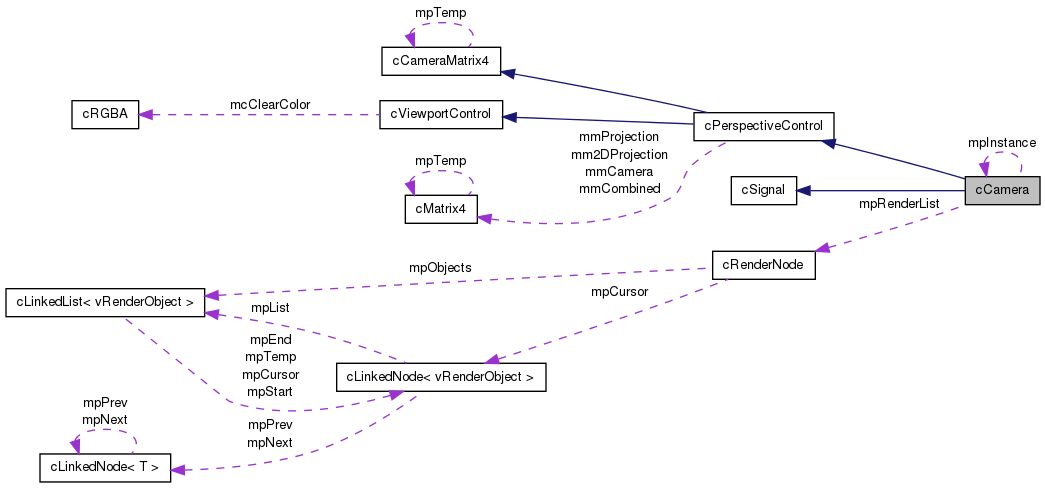 mpTemp
cCameraMatrix4
mcClearColor
cRGBA
cViewportControl
cPerspectiveControl
mmProjection
mm2DProjection
mmCamera
mmCombined
mpInstance
mpTemp
cSignal
cCamera
cMatrix4
mpRenderList
cRenderNode
mpObjects
cLinkedList< vRenderObject >
mpList
mpCursor
mpEnd
mpTemp
mpCursor
mpStart
cLinkedNode< vRenderObject >
mpPrev
mpNext
mpPrev
mpNext
cLinkedNode< T >